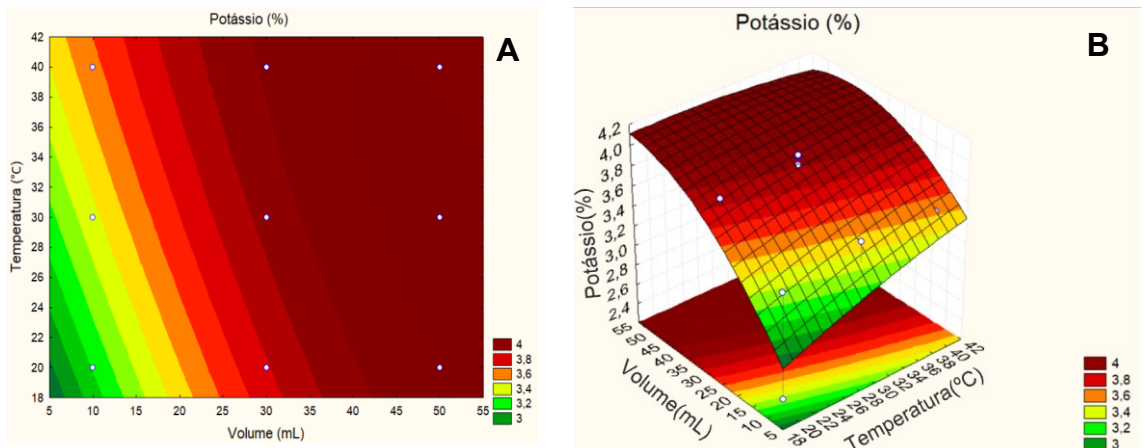 Potássio (%)
A
Temperatura (°C)
42
40
38
36
34
32
30
28
26
24
22
20
18
5 10 15 20 25 30 35 40 45 50 55
Volume (mL)
4
3,8
3,6
3,4
3,2
3
Potássio (%)
B
Potássio(%)
4,2
4,0
3,8
3,6
3,4
3,2
3,0
2,8
2,6
2,4
55 50 45 40 35 30 25 20 15 10 5
Volume(mL)
18 20 22 24 26 28 30 32 34 36 38 40 42
Temperatura(ºC)
4
3,8
3,6
3,4
3,2
3